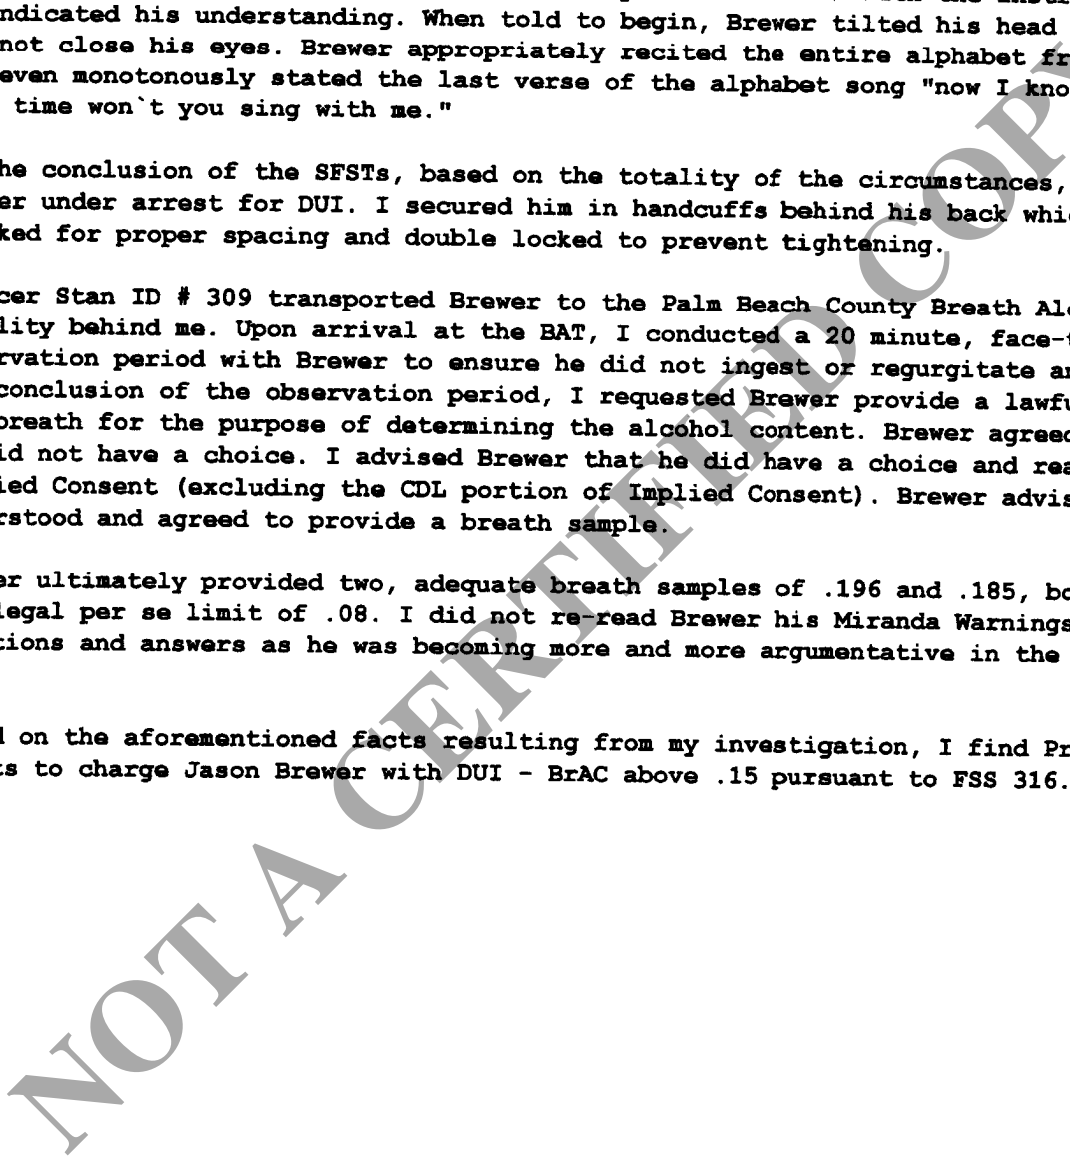 ndicated his understanding. When told to begin, Brewer tilted his head
not close his eyes. Brewer appropriately recited the entire alphabet fr
even monotonously stated the last verse of the alphabet song "now I kno
time won`t you sing with me."
he conclusion of the SFSTs, based on the totality of the circumstances,
er under arrest for DUI. I secured him in handcuffs behind his back whi
ked for proper spacing and double locked to prevent tightening.
cer Stan ID # 309 transported Brewer to the Palm Beach County Breath Al
lity behind me. Upon arrival at the BAT, I conducted a 20 minute, face-t
rvation period with Brewer to ensure he did not ingest or regurgitate an
conclusion of the observation period, I requested Brewer provide a lawfu
breath for the purpose of determining the alcohol content. Brewer agreed
id not have a choice. I advised Brewer that he did have a choice and rea
ied Consent (excluding the CDL portion of Implied Consent). Brewer advis
rstood and agreed to provide a breath sample.
er ultimately provided two, adequate breath samples of .196 and .185, bo
legal per se limit of .08. I did not re-read Brewer his Miranda Warnings
tions and answers as he was becoming more and more argumentative in the
d on the aforementioned facts resulting from my investigation, I find Pr
ts to charge Jason Brewer with DUI - BrAC above .15 pursuant to FSS 316.
NOT A CERTIFIED COPY